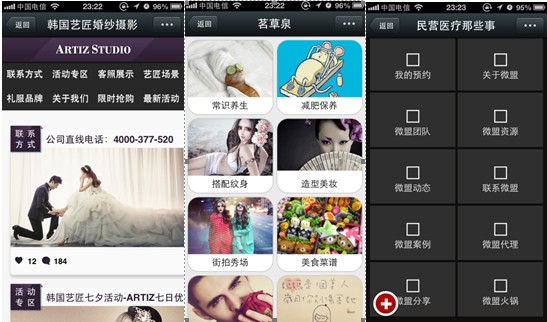 中国电信
23:22
96%
返回
韩国艺匠婚纱摄影
ARTIZ STUDIO
联系方式 活动专区 客照展示 艺匠场景
礼服品牌 关于我们 限时抢购 最新活动
联系方式
公司直线电话：4000-377-520
12
184
活动专区
韩国艺匠七夕活动-ARTIZ七日优
中国电信
23:22
96%
返回
茗草泉
常识养生
减肥保养
搭配纹身
造型美妆
街拍秀场
美食菜谱
中国电信
23:23
95%
返回
民营医疗那些事
我的预约
关于微盟
微盟团队
微盟资源
微盟动态
联系微盟
微盟案例
微盟代理
微盟分享
微盟火锅